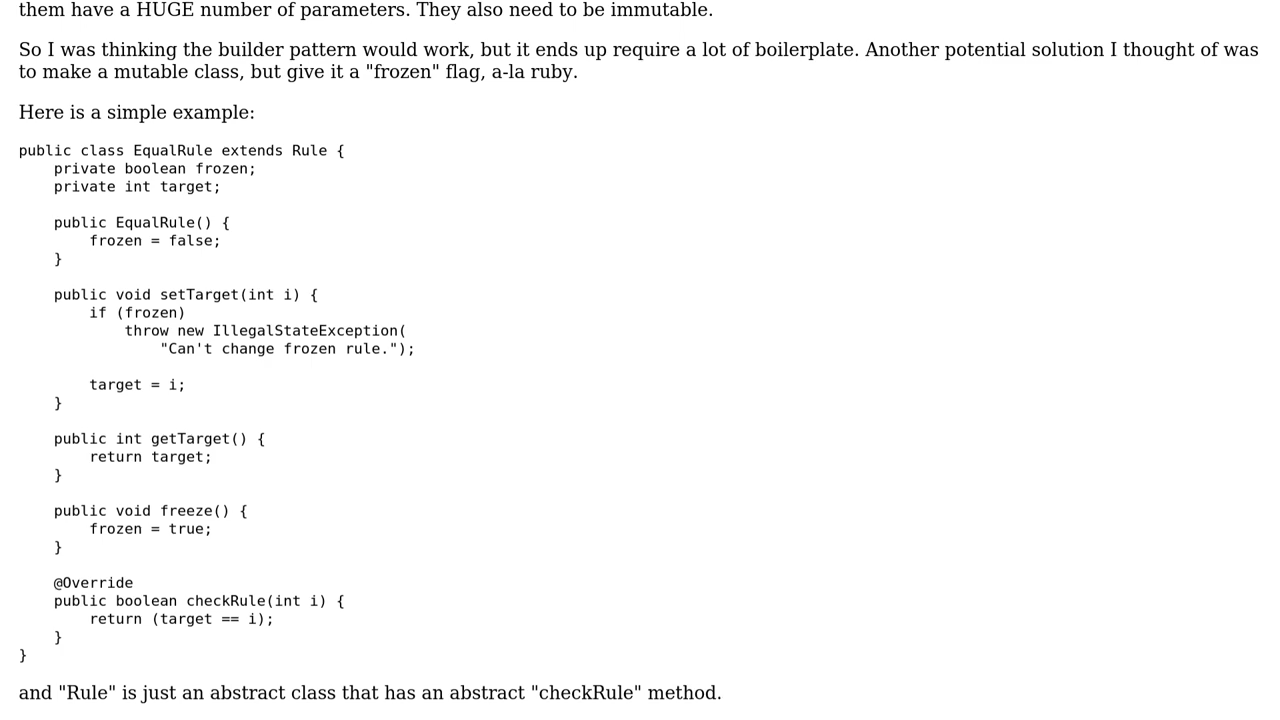 them have a HUGE number of parameters. They also need to be immutable.
So I was thinking the builder pattern would work, but it ends up require a lot of boilerplate. Another potential solution I thought of was
to make a mutable class, but give it a "frozen" flag, a-la ruby.
Here is a simple example:
public class EqualRule extends Rule {
    private boolean frozen;
    private int target;

    public EqualRule() {
        frozen = false;
    }

    public void setTarget(int i) {
        if (frozen)
            throw new IllegalStateException(
                "Can't change frozen rule.");

        target = i;
    }

    public int getTarget() {
        return target;
    }

    public void freeze() {
        frozen = true;
    }

    @Override
    public boolean checkRule(int i) {
        return (target == i);
    }
}
and "Rule" is just an abstract class that has an abstract "checkRule" method.